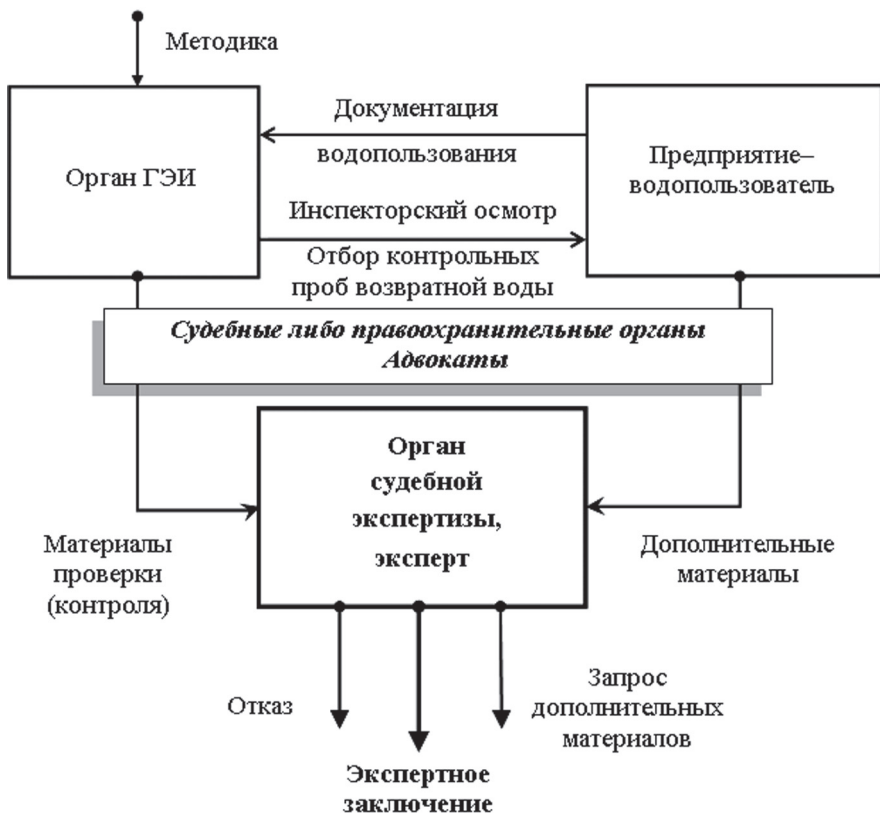 Методика
Документация
водопользования
Орган ГЭИ
Предприятие–
водопользователь
Инспекторский осмотр
Отбор контрольных
проб возвратной воды
Судебные либо правоохранительные органы
Адвокаты
Орган
судебной
экспертизы,
эксперт
Материалы
проверки
(контроля)
Дополнительные
материалы
Отказ
Запрос
дополнительных
материалов
Экспертное
заключение